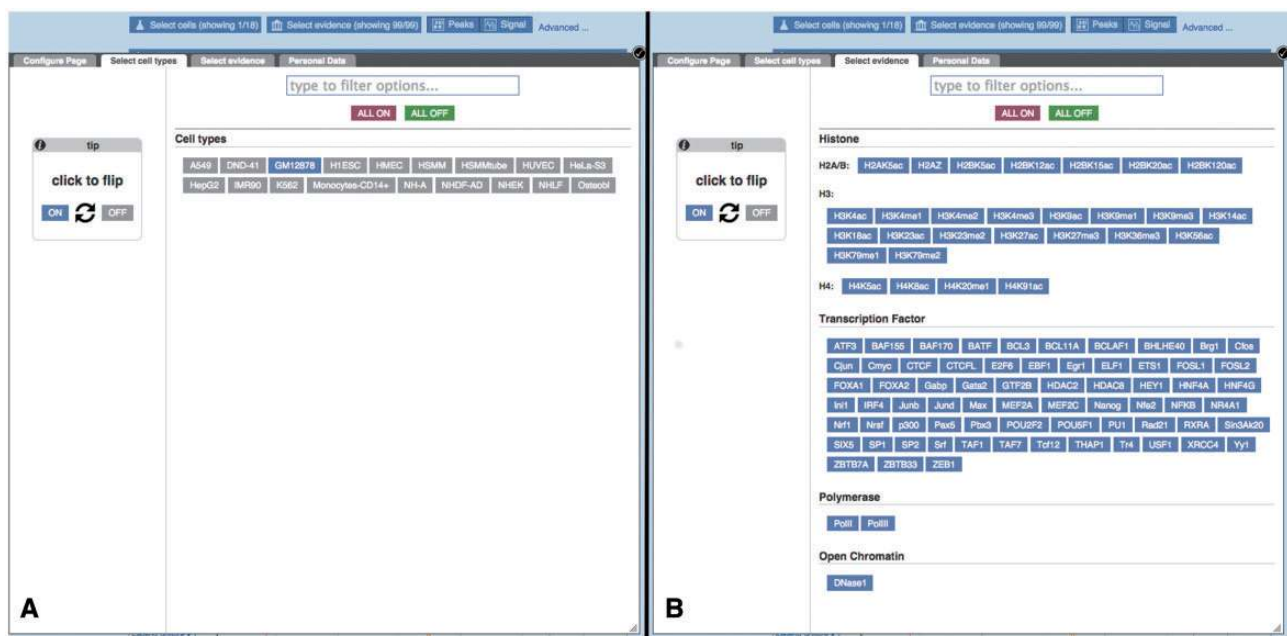 Select cells (showing 1/18) Select evidence (showing 99/99) Peaks Signal Advanced ...
Configure Page Select cell types Select evidence Personal Data
type to filter options...
ALL ON ALL OFF
tip
click to flip
ON OFF
Cell types
A549 DND-41 GM12878 H1ESC HMEC HSMM HSMMtube HUVEC HeLa-S3
HepG2 IMR90 K562 Monocytes-CD14+ NH-A NHDF-AD NHEK NHLF Osteobl
A
Select cells (showing 1/18) Select evidence (showing 99/99) Peaks Signal Advanced ...
Configure Page Select cell types Select evidence Personal Data
type to filter options...
ALL ON ALL OFF
tip
click to flip
ON OFF
Histone
H2A/B: H2AK5ac H2AZ H2BK5ac H2BK12ac H2BK15ac H2BK20ac H2BK120ac
H3:
H3K4ac H3K4me1 H3K4me2 H3K4me3 H3K9ac H3K9me1 H3K9me3 H3K14ac
H3K18ac H3K23ac H3K23me2 H3K27ac H3K27me3 H3K36me3 H3K56ac
H3K79me1 H3K79me2
H4: H4K5ac H4K8ac H4K20me1 H4K91ac
Transcription Factor
ATF3 BAF155 BAF170 BATF BCL3 BCL11A BCLAF1 BHLHE40 Brg1 Cfos
Cjun Cmyc CTCF CTCFL E2F6 EBF1 Egr1 ELF1 ETS1 FOSL1 FOSL2
FOXA1 FOXA2 Gabp Gata2 GTF2B HDAC2 HDAC8 HEY1 HNF4A HNF4G
Ini1 IRF4 Junb Jund Max MEF2A MEF2C Nanog Nfe2 NFKB NR4A1
Nrf1 Nrsf p300 Pax5 Pbx3 POU2F2 POU5F1 PU1 Rad21 RXRA Sin3Ak20
SIX5 SP1 SP2 Srf TAF1 TAF7 Tcf12 THAP1 Tr4 USF1 XRCC4 Yy1
ZBTB7A ZBTB33 ZEB1
Polymerase
PolII PolIII
Open Chromatin
DNase1
B